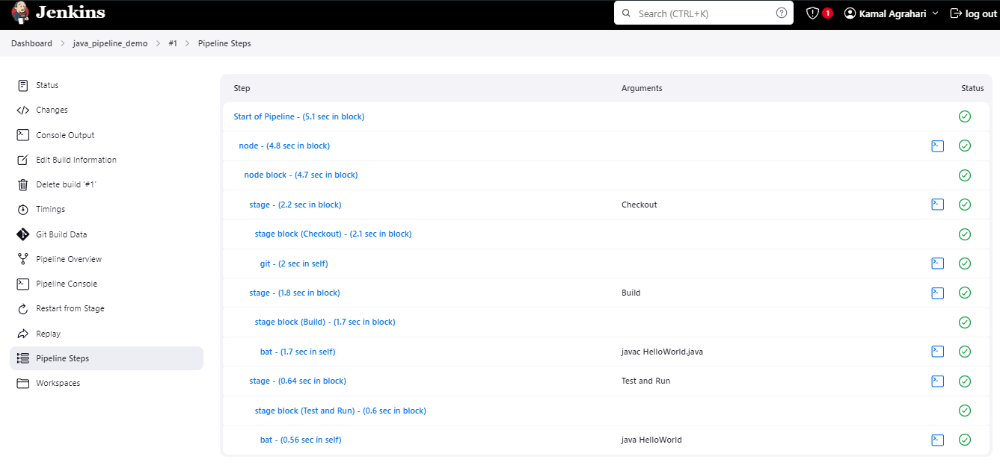 Jenkins
Search (CTRL+K)
1
Kamal Agrahari
log out
Dashboard > java_pipeline_demo > #1 > Pipeline Steps
Status
Changes
Console Output
Edit Build Information
Delete build '#1'
Timings
Git Build Data
Pipeline Overview
Pipeline Console
Restart from Stage
Replay
Pipeline Steps
Workspaces
Step Arguments Status
Start of Pipeline - (5.1 sec in block)
node - (4.8 sec in block)
node block - (4.7 sec in block)
stage - (2.2 sec in block) Checkout
stage block (Checkout) - (2.1 sec in block)
git - (2 sec in self)
stage - (1.8 sec in block) Build
stage block (Build) - (1.7 sec in block)
bat - (1.7 sec in self) javac HelloWorld.java
stage - (0.64 sec in block) Test and Run
stage block (Test and Run) - (0.6 sec in block)
bat - (0.56 sec in self) java HelloWorld